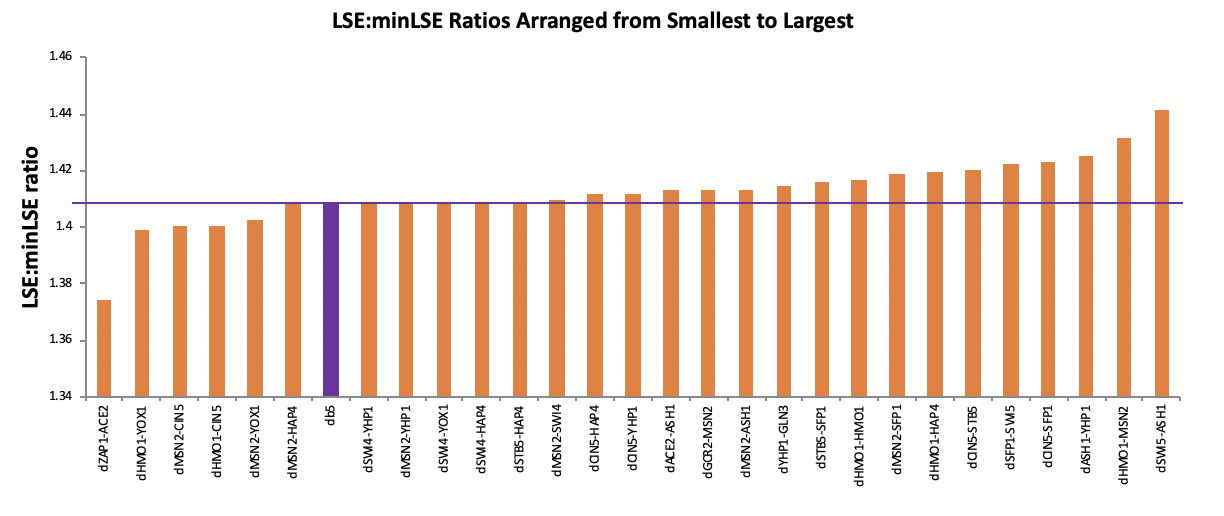 LSE:minLSE Ratios Arranged from Smallest to Largest
LSE:minLSE ratio
1.46
1.44
1.42
1.4
1.38
1.36
1.34
dZAP1-ACE2
dHMO1-YOX1
dMSN2-CIN5
dHMO1-CIN5
dMSN2-YOX1
dMSN2-HAP4
db5
dSWI4-YHP1
dMSN2-YHP1
dSWI4-YOX1
dSWI4-HAP4
dSTB5-HAP4
dMSN2-SWI4
dCIN5-HAP4
dCIN5-YHP1
dACE2-ASH1
dGCR2-MSN2
dMSN2-ASH1
dYHP1-GLN3
dSTB5-SFP1
dHMO1-HMO1
dMSN2-SFP1
dHMO1-HAP4
dCIN5-STB5
dSFP1-SWI5
dCIN5-SFP1
dASH1-YHP1
dHMO1-MSN2
dSWI5-ASH1